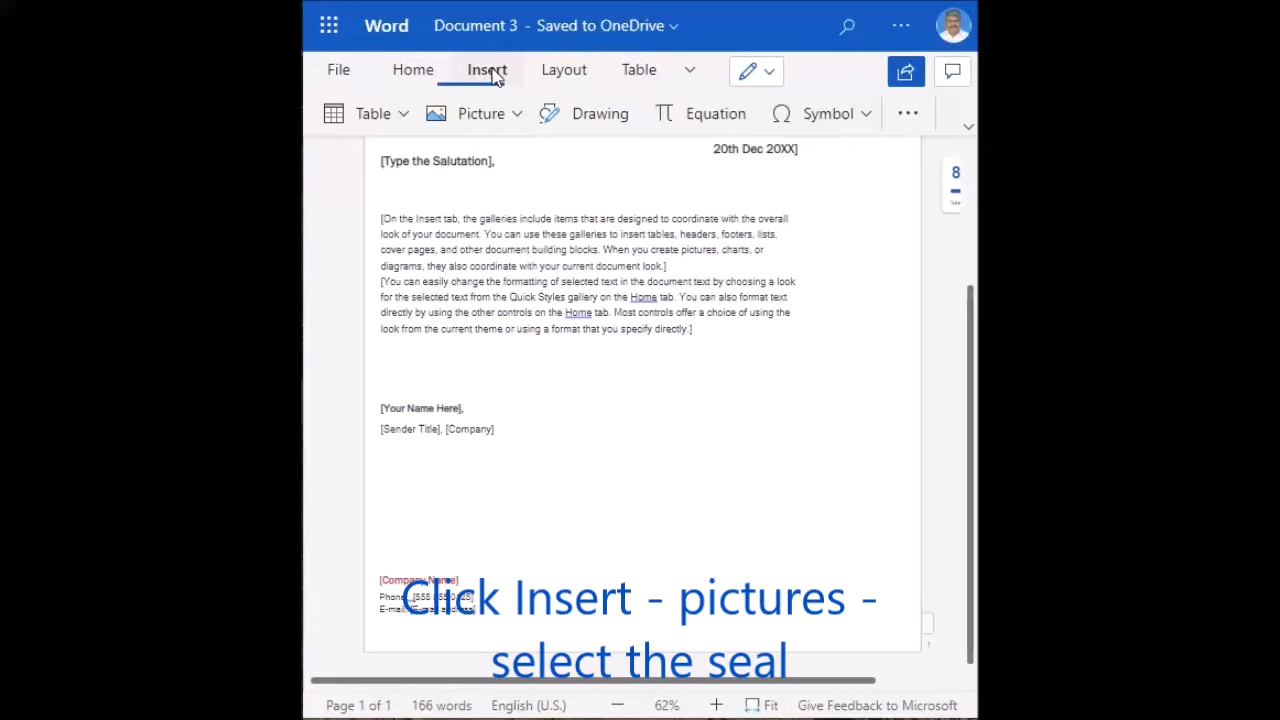 Word Document 3 - Saved to OneDrive
File Home Insert Layout Table
Table Picture Drawing Equation Symbol
20th Dec 20XX]
[Type the Salutation],
8
[On the Insert tab, the galleries include items that are designed to coordinate with the overall
look of your document. You can use these galleries to insert tables, headers, footers, lists,
cover pages, and other document building blocks. When you create pictures, charts, or
diagrams, they also coordinate with your current document look.]
[You can easily change the formatting of selected text in the document text by choosing a look
for the selected text from the Quick Styles gallery on the Home tab. You can also format text
directly by using the other controls on the Home tab. Most controls offer a choice of using the
look from the current theme or using a format that you specify directly.]
[Your Name Here],
[Sender Title], [Company]
[Company Name]
Click Insert - pictures -
select the seal
1
Page 1 of 1 166 words English (U.S.) 62% Fit Give Feedback to Microsoft